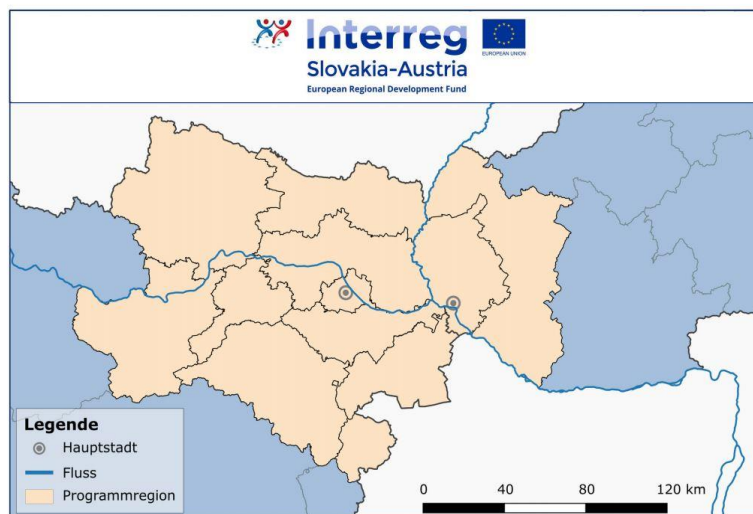 Interreg
EUROPEAN UNION
Slovakia-Austria
European Regional Development Fund
Legende
Hauptstadt
Fluss
Programmregion
0 40 80 120 km